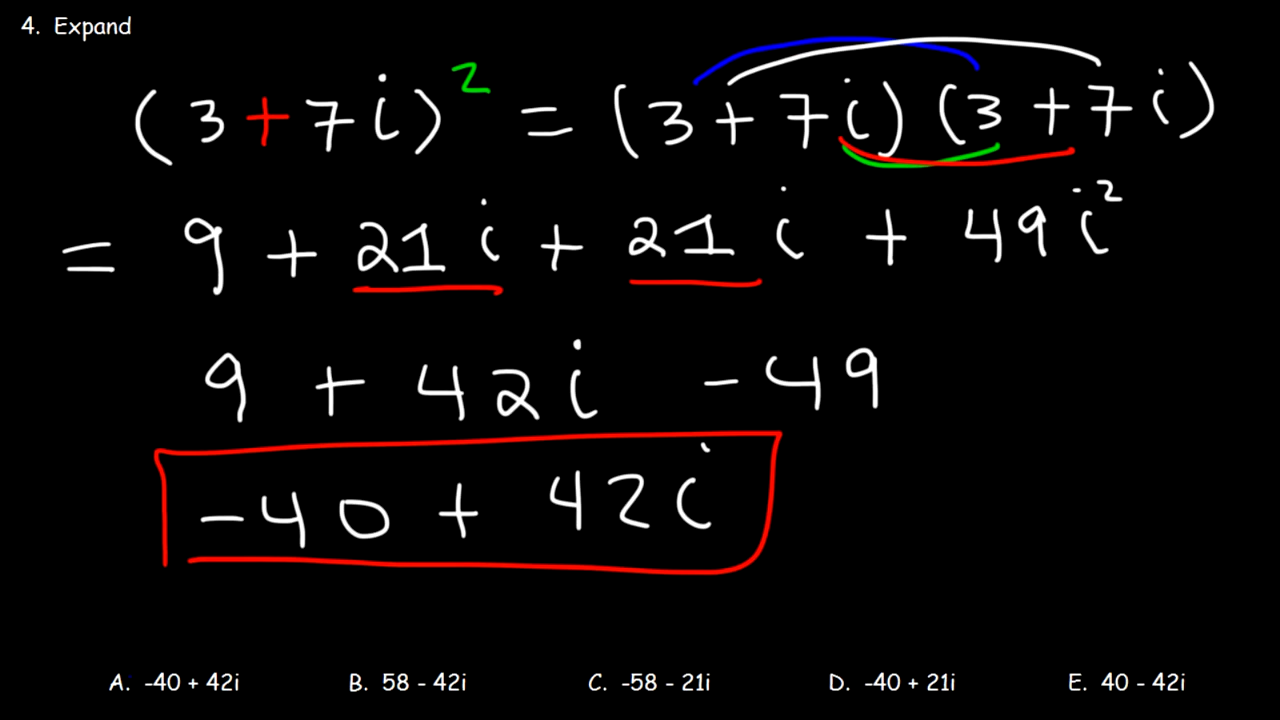 4. Expand
(3+7i)² = (3+7i)(3+7i)
= 9 + 21i + 21i + 49i²
9 + 42i - 49
-40 + 42i
A. -40 + 42i B. 58 - 42i C. -58 - 21i D. -40 + 21i E. 40 - 42i